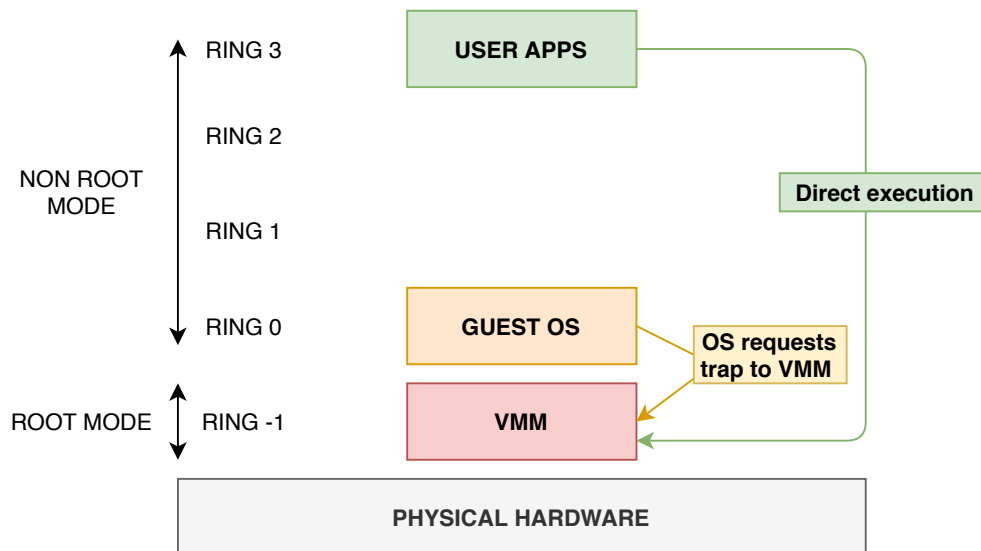 RING 3
USER APPS
RING 2
NON ROOT
MODE
Direct execution
RING 1
RING 0
GUEST OS
OS requests
trap to VMM
ROOT MODE
RING -1
VMM
PHYSICAL HARDWARE